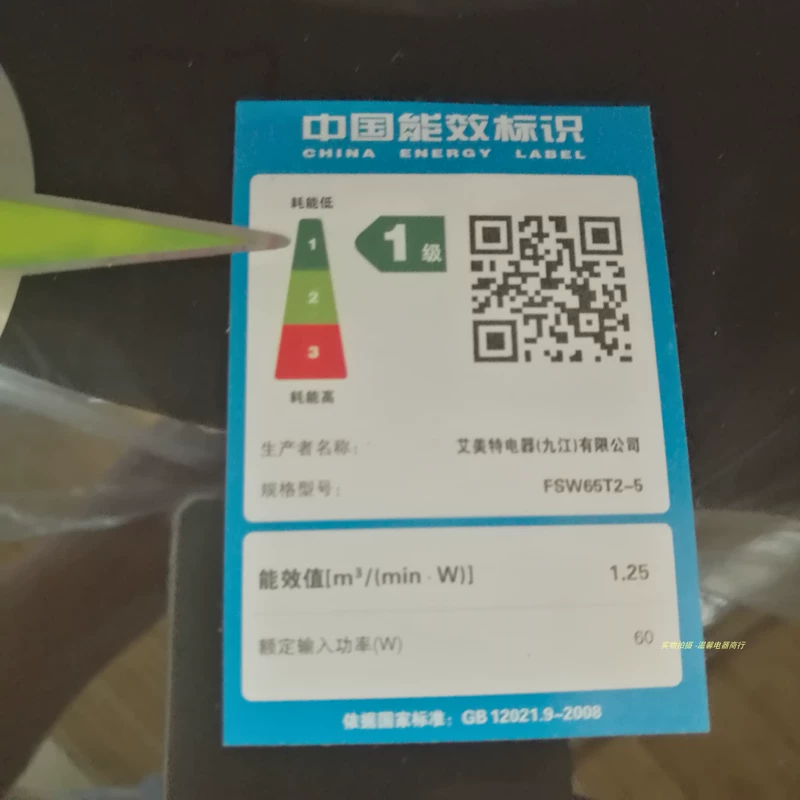 中国能效标识
CHINA ENERGY LABEL
耗能低
1
1级
2
3
耗能高
生产者名称：
艾美特电器(九江)有限公司
规格型号：
FSW65T2-5
能效值[m³/(min·W)]
1.25
额定输入功率(W)
60
实物拍摄·温馨电器商行
依据国家标准：GB 12021.9-2008